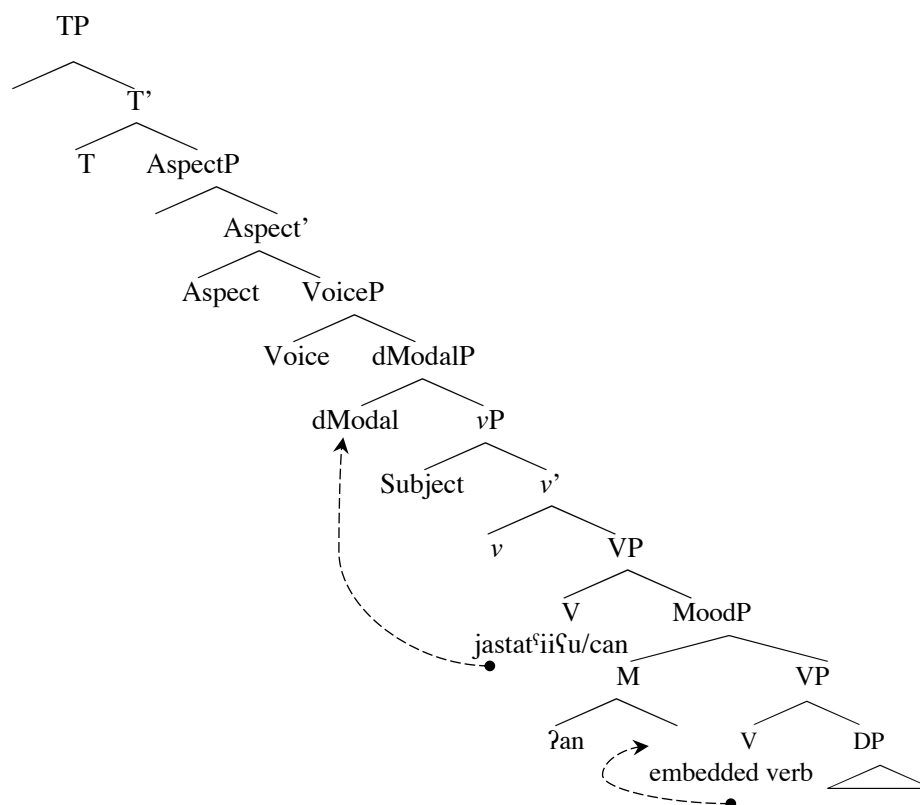 TP
T’
T AspectP
Aspect’
Aspect VoiceP
Voice dModalP
dModal vP
Subject v’
v VP
V MoodP
jastatˤiiʕu/can
M VP
ʔan V DP
embedded verb